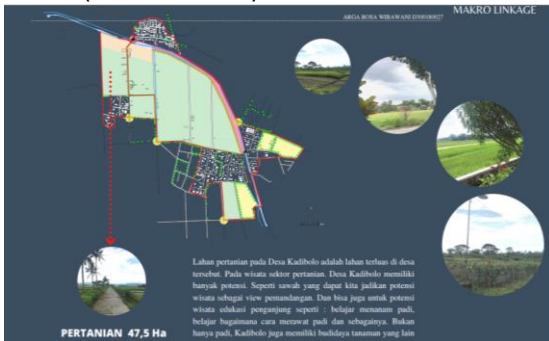 MAKRO LINKAGE
ARGA ROSA WIRAWANI
Lahan pertanian pada Desa Kadibolo adalah lahan terluas di desa
tersebut. Pada wisata sektor pertanian. Desa Kadibolo memiliki
banyak potensi. Seperti sawah yang dapat kita jadikan potensi
wisata sebagai view pemandangan. Dan bisa juga untuk potensi
wisata edukasi pengunjung seperti : belajar menanam padi,
belajar bagaimana cara merawat padi dan sebagainya. Bukan
hanya padi, Kadibolo juga memiliki budidaya tanaman yang lain
PERTANIAN 47,5 Ha